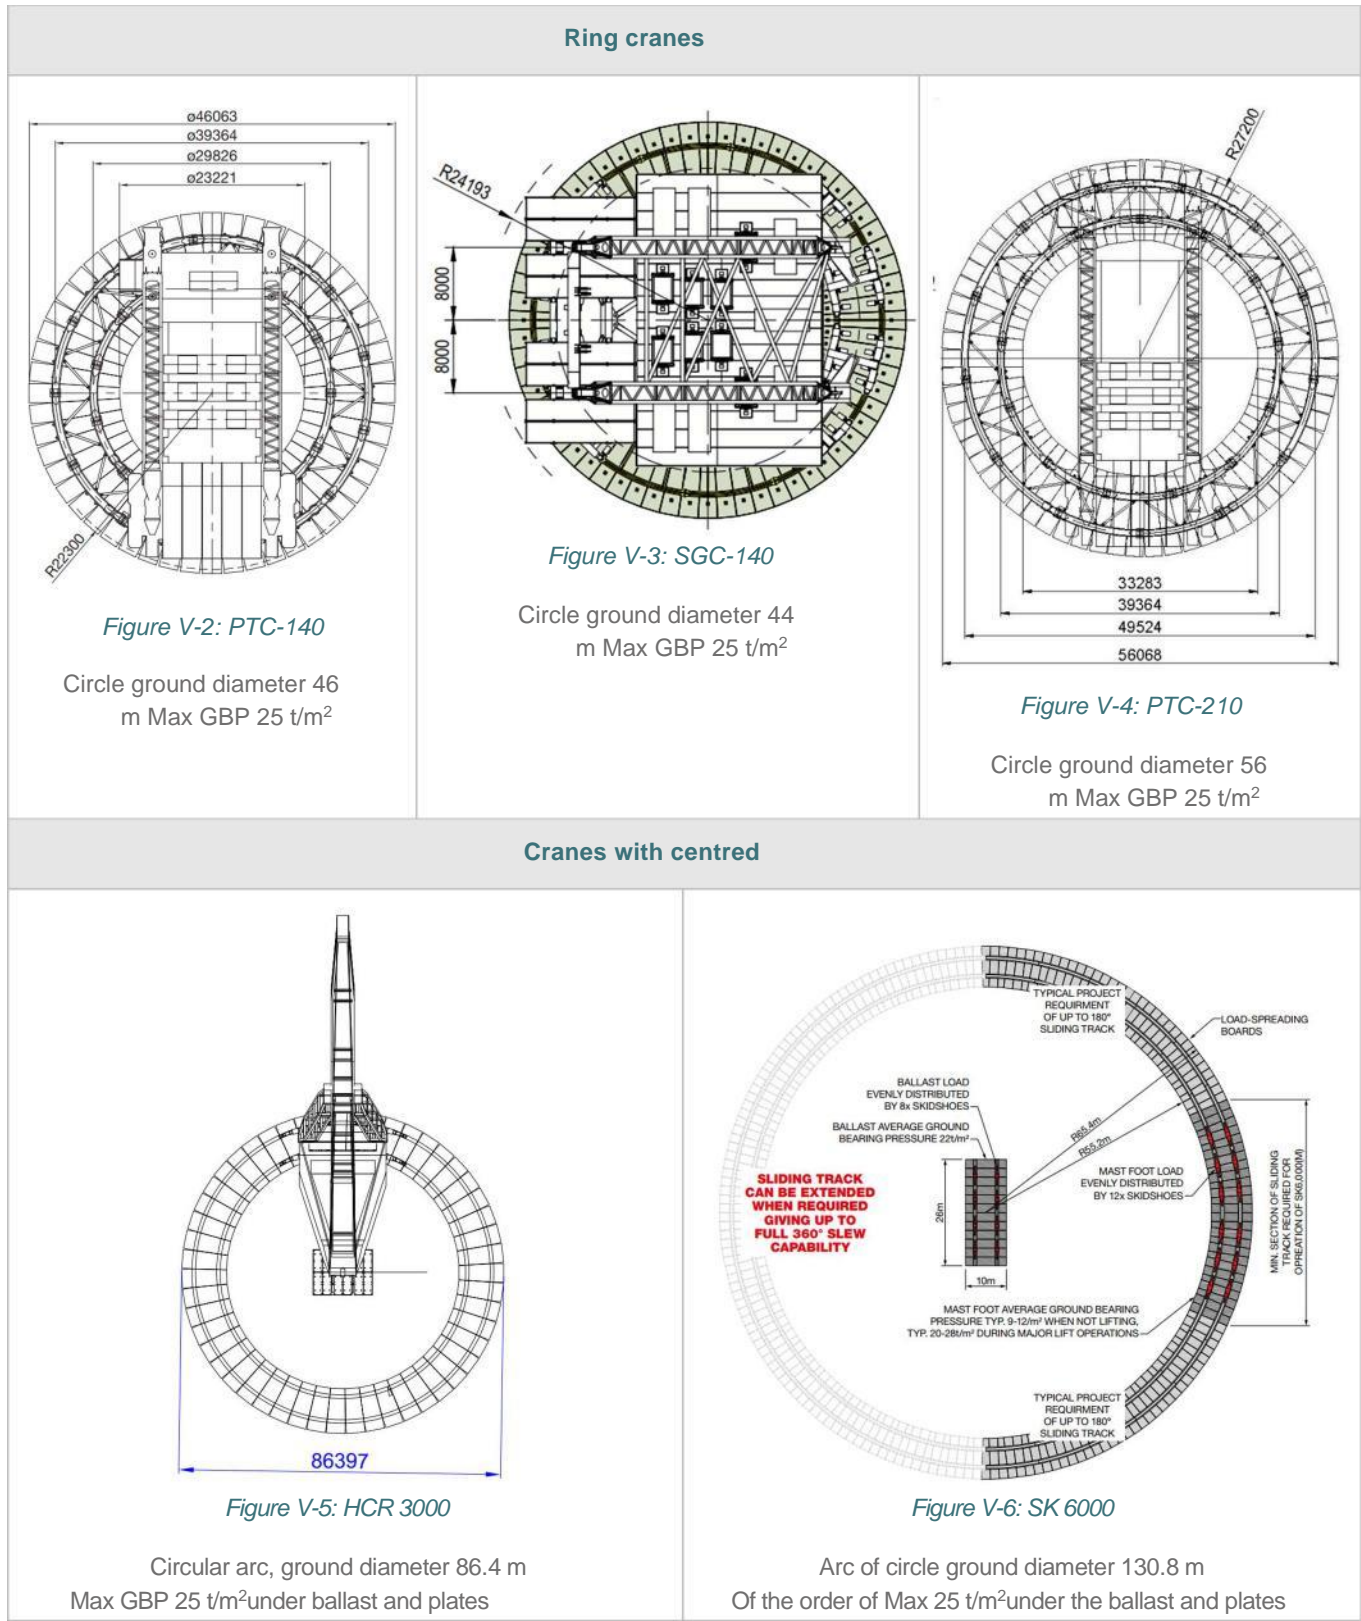 Ring cranes
ø46063
ø39364
ø29826
ø23221
R22300
Figure V-2: PTC-140
Circle ground diameter 46
m Max GBP 25 t/m²
R24193
8000
8000
Figure V-3: SGC-140
Circle ground diameter 44
m Max GBP 25 t/m²
R27200
33283
39364
49524
56068
Figure V-4: PTC-210
Circle ground diameter 56
m Max GBP 25 t/m²
Cranes with centred
86397
Figure V-5: HCR 3000
Circular arc, ground diameter 86.4 m
Max GBP 25 t/m²under ballast and plates
TYPICAL PROJECT
REQUIRMENT
OF UP TO 180°
SLIDING TRACK
LOAD-SPREADING
BOARDS
BALLAST LOAD
EVENLY DISTRIBUTED
BY 8x SKIDSHOES
BALLAST AVERAGE GROUND
BEARING PRESSURE 22t/m²
R65.4m
R55.2m
SLIDING TRACK
CAN BE EXTENDED
WHEN REQUIRED
GIVING UP TO
FULL 360° SLEW
CAPABILITY
MAST FOOT LOAD
EVENLY DISTRIBUTED
BY 12x SKIDSHOES
26m
10m
MIN. SECTION OF SLIDING
TRACK REQUIRED FOR
OPREATION OF SK6,000(M)
MAST FOOT AVERAGE GROUND BEARING
PRESSURE TYP. 9-12/m² WHEN NOT LIFTING,
TYP. 20-28t/m² DURING MAJOR LIFT OPERATIONS
TYPICAL PROJECT
REQUIRMENT
OF UP TO 180°
SLIDING TRACK
Figure V-6: SK 6000
Arc of circle ground diameter 130.8 m
Of the order of Max 25 t/m²under the ballast and plates